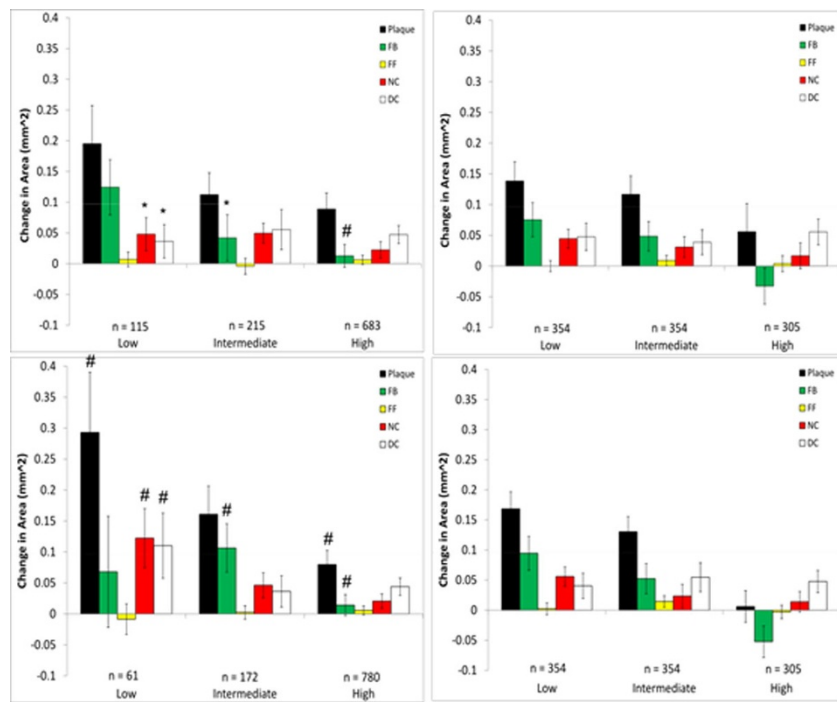 0.4
0.35
0.3
0.25
0.2
0.15
0.1
0.05
0
-0.05
-0.1
Change in Area (mm^2)
Plaque
FB
FF
NC
DC
* * * #
n = 115 n = 215 n = 683
Low Intermediate High
0.4
0.35
0.3
0.25
0.2
0.15
0.1
0.05
0
-0.05
-0.1
Change in Area (mm^2)
Plaque
FB
FF
NC
DC
n = 354 n = 354 n = 305
Low Intermediate High
0.4
0.35
0.3
0.25
0.2
0.15
0.1
0.05
0
-0.05
-0.1
Change in Area (mm^2)
Plaque
FB
FF
NC
DC
# # # # # #
n = 61 n = 172 n = 780
Low Intermediate High
0.4
0.35
0.3
0.25
0.2
0.15
0.1
0.05
0
-0.05
-0.1
Change in Area (mm^2)
Plaque
FB
FF
NC
DC
n = 354 n = 354 n = 305
Low Intermediate High